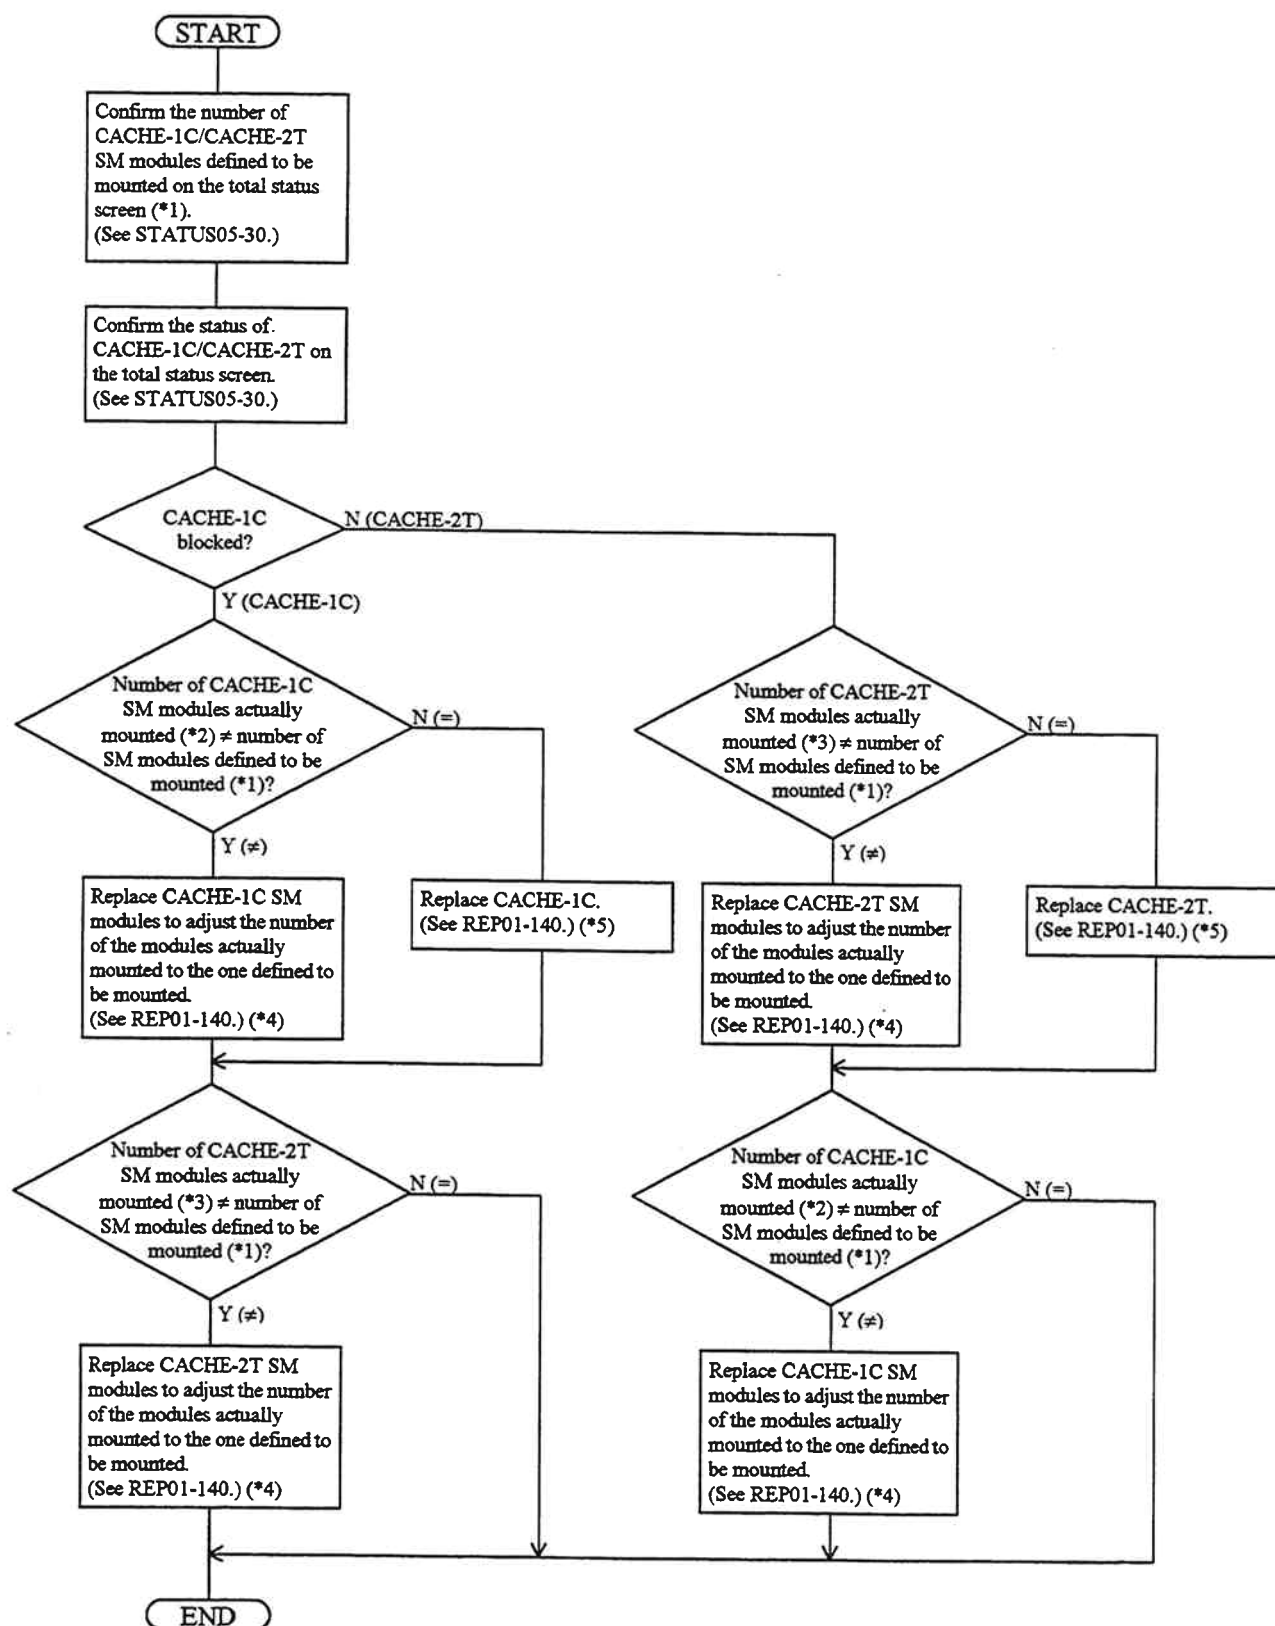 START
Confirm the number of
CACHE-1C/CACHE-2T
SM modules defined to be
mounted on the total status
screen (*1).
(See STATUS05-30.)
Confirm the status of.
CACHE-1C/CACHE-2T on
the total status screen.
(See STATUS05-30.)
CACHE-1C
blocked?
N (CACHE-2T)
Y (CACHE-1C)
Number of CACHE-1C
SM modules actually
mounted (*2) ≠ number of
SM modules defined to be
mounted (*1)?
N (=)
Y (≠)
Number of CACHE-2T
SM modules actually
mounted (*3) ≠ number of
SM modules defined to be
mounted (*1)?
N (=)
Y (≠)
Replace CACHE-1C SM
modules to adjust the number
of the modules actually
mounted to the one defined to
be mounted.
(See REP01-140.) (*4)
Replace CACHE-1C.
(See REP01-140.) (*5)
Replace CACHE-2T SM
modules to adjust the number
of the modules actually
mounted to the one defined to
be mounted.
(See REP01-140.) (*4)
Replace CACHE-2T.
(See REP01-140.) (*5)
Number of CACHE-2T
SM modules actually
mounted (*3) ≠ number of
SM modules defined to be
mounted (*1)?
N (=)
Y (≠)
Number of CACHE-1C
SM modules actually
mounted (*2) ≠ number of
SM modules defined to be
mounted (*1)?
N (=)
Y (≠)
Replace CACHE-2T SM
modules to adjust the number
of the modules actually
mounted to the one defined to
be mounted.
(See REP01-140.) (*4)
Replace CACHE-1C SM
modules to adjust the number
of the modules actually
mounted to the one defined to
be mounted.
(See REP01-140.) (*4)
END